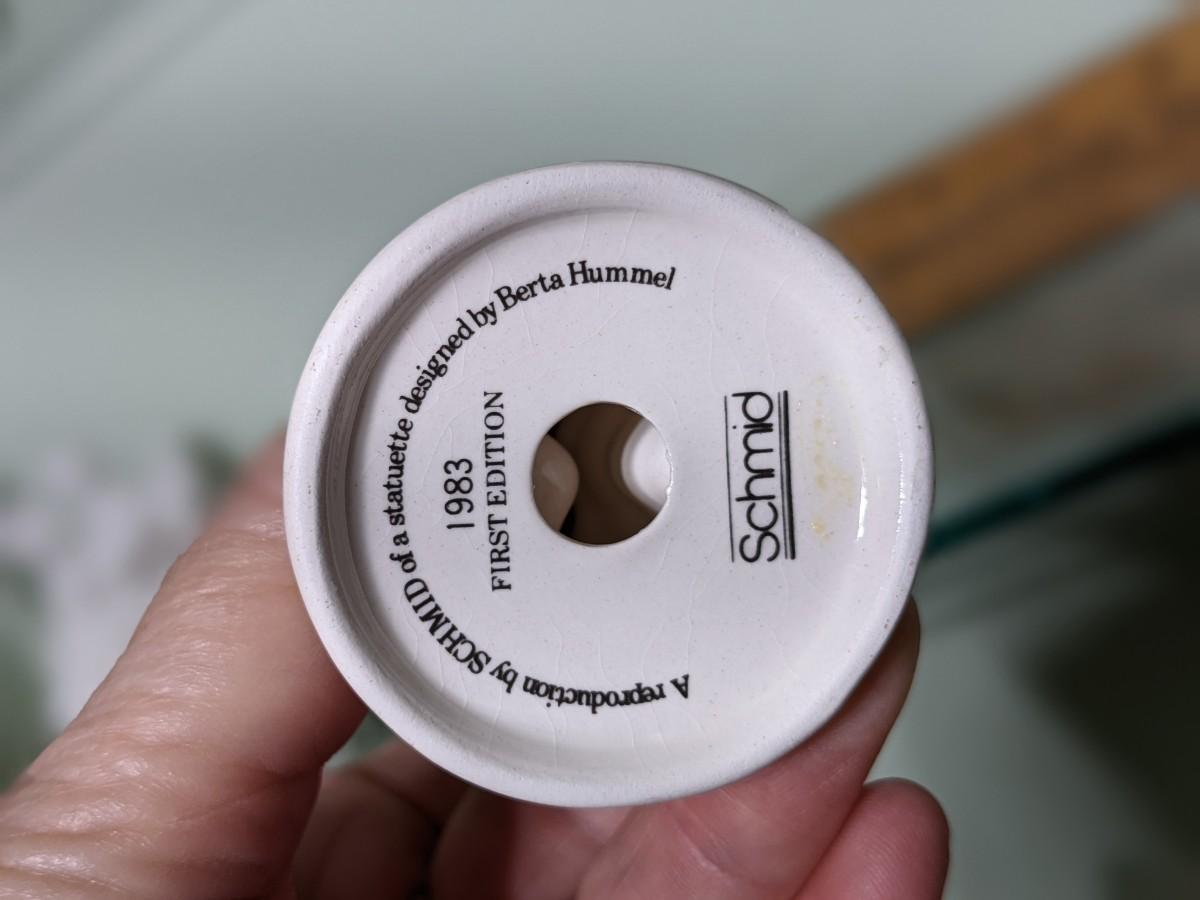 A reproduction by SCHMID of a statuette designed by Berta Hummel
1983
FIRST EDITION
Schmid